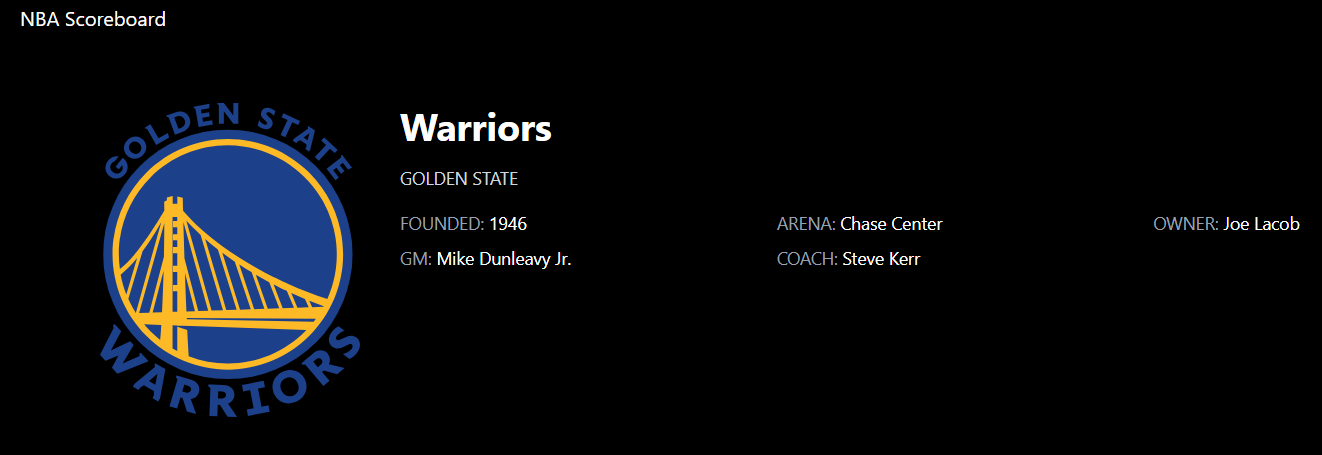 NBA Scoreboard
GOLDEN STATE
WARRIORS
Warriors
GOLDEN STATE
FOUNDED: 1946 ARENA: Chase Center OWNER: Joe Lacob
GM: Mike Dunleavy Jr. COACH: Steve Kerr